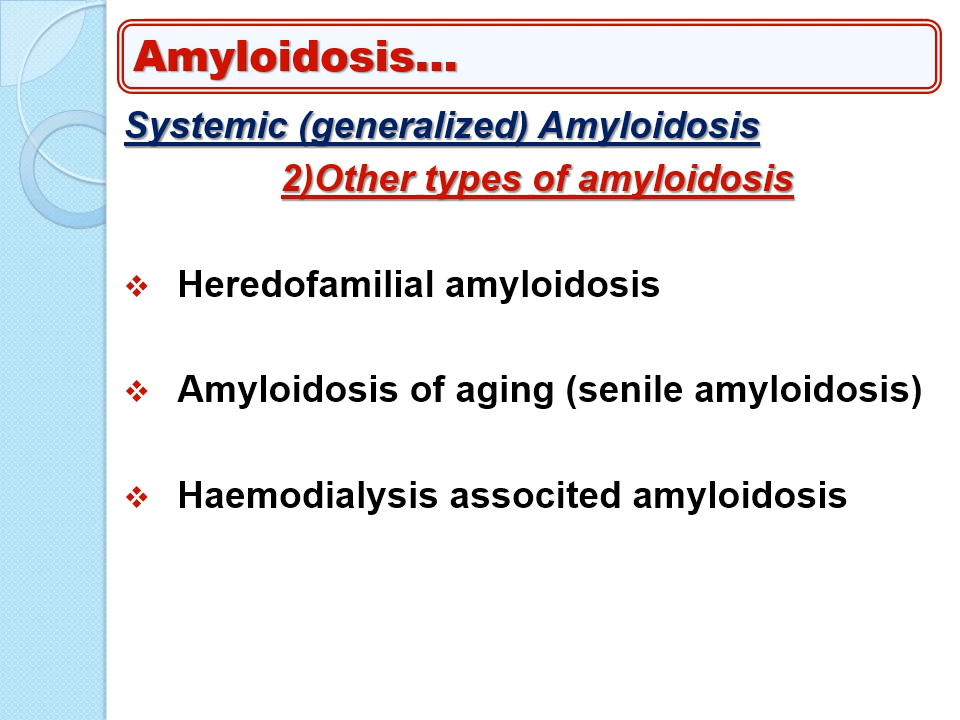 Amyloidosis...
Systemic (generalized) Amyloidosis
2)Other types of amyloidosis
❖ Heredofamilial amyloidosis
❖ Amyloidosis of aging (senile amyloidosis)
❖ Haemodialysis associted amyloidosis